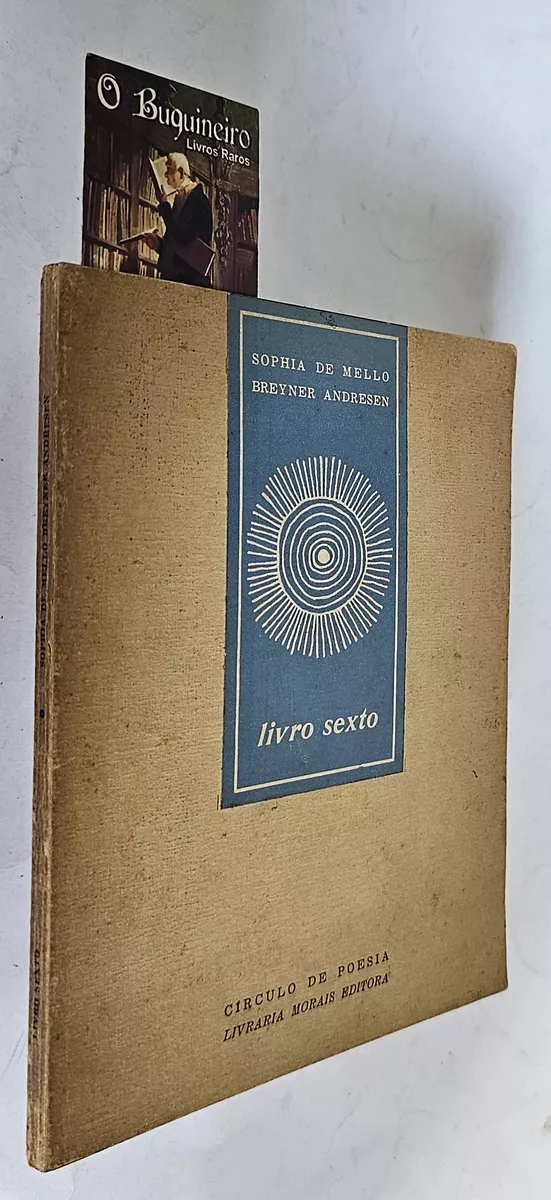 O Buquineiro
Livros Raros
SOPHIA DE MELLO
BREYNER ANDRESEN
livro sexto
CÍRCULO DE POESIA
LIVRARIA MORAIS EDITORA
SOPHIA DE MELLO BREYNER ANDRESEN
LIVRO SEXTO